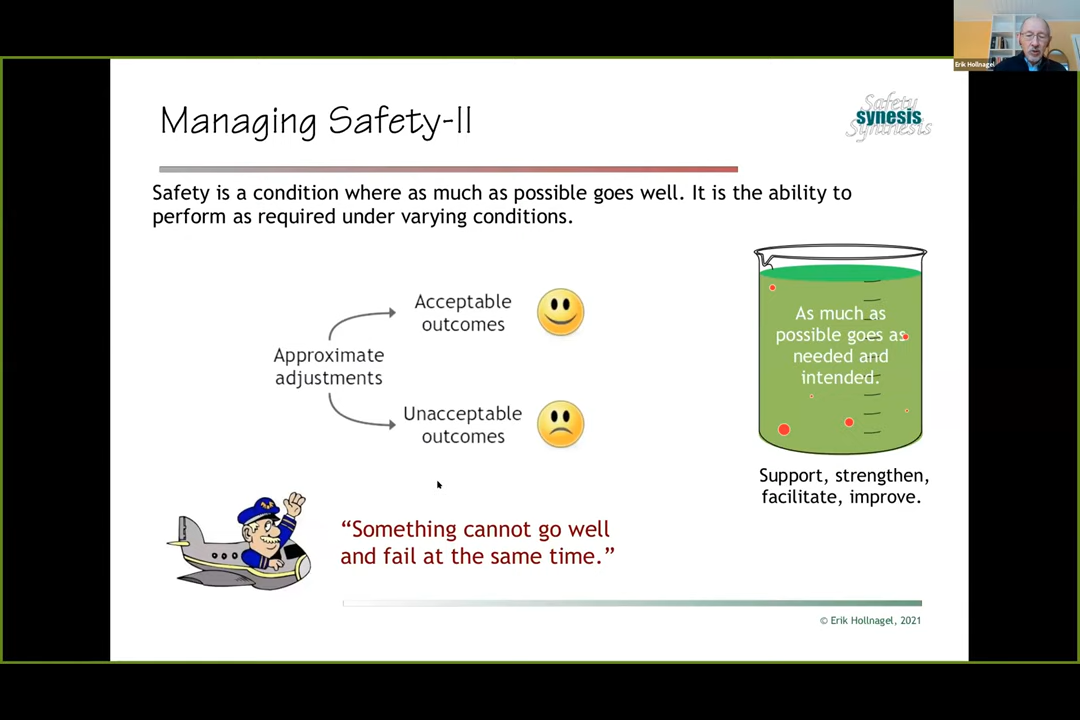 Erik Hollnagel
Managing Safety-II
Safety
synesis
Synthesis
Safety is a condition where as much as possible goes well. It is the ability to
perform as required under varying conditions.
Acceptable
outcomes
Approximate
adjustments
Unacceptable
outcomes
As much as
possible goes as
needed and
intended.
Support, strengthen,
facilitate, improve.
“Something cannot go well
and fail at the same time.”
© Erik Hollnagel, 2021